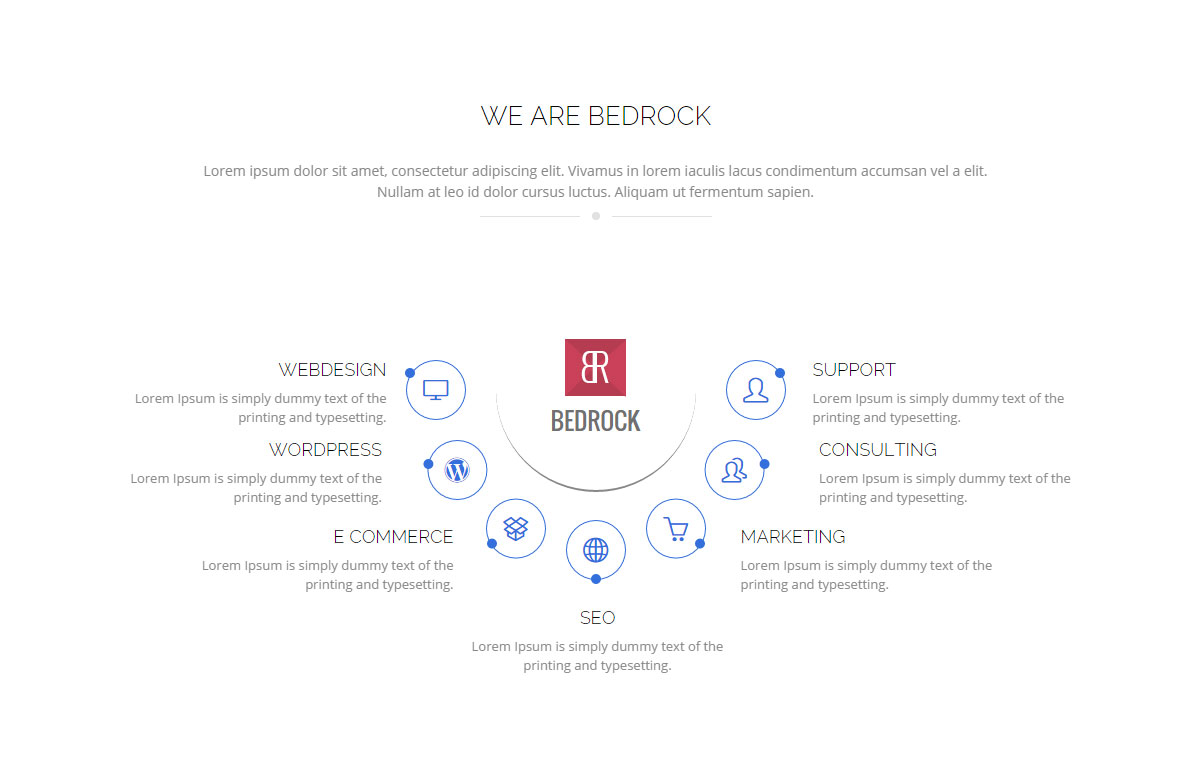 WE ARE BEDROCK
Lorem ipsum dolor sit amet, consectetur adipiscing elit. Vivamus in lorem iaculis lacus condimentum accumsan vel a elit.
Nullam at leo id dolor cursus luctus. Aliquam ut fermentum sapien.
BR
BEDROCK
WEBDESIGN
Lorem Ipsum is simply dummy text of the
printing and typesetting.
WORDPRESS
Lorem Ipsum is simply dummy text of the
printing and typesetting.
E COMMERCE
Lorem Ipsum is simply dummy text of the
printing and typesetting.
SEO
Lorem Ipsum is simply dummy text of the
printing and typesetting.
SUPPORT
Lorem Ipsum is simply dummy text of the
printing and typesetting.
CONSULTING
Lorem Ipsum is simply dummy text of the
printing and typesetting.
MARKETING
Lorem Ipsum is simply dummy text of the
printing and typesetting.